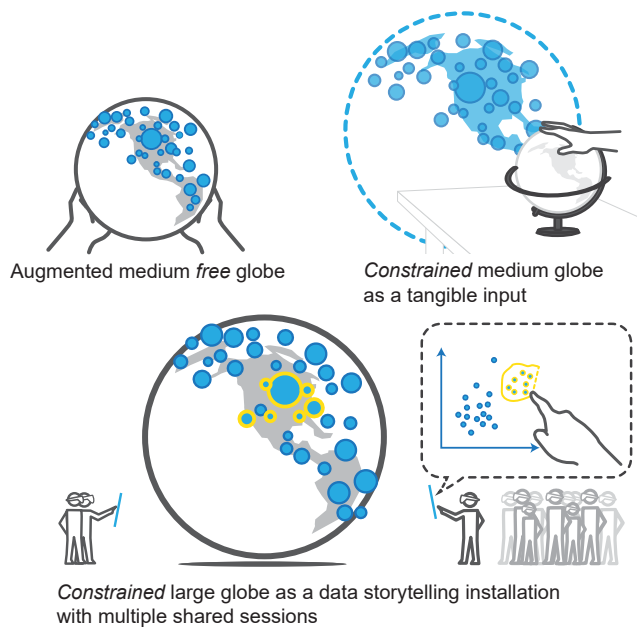 Augmented medium free globe
Constrained medium globe
as a tangible input
Constrained large globe as a data storytelling installation
with multiple shared sessions